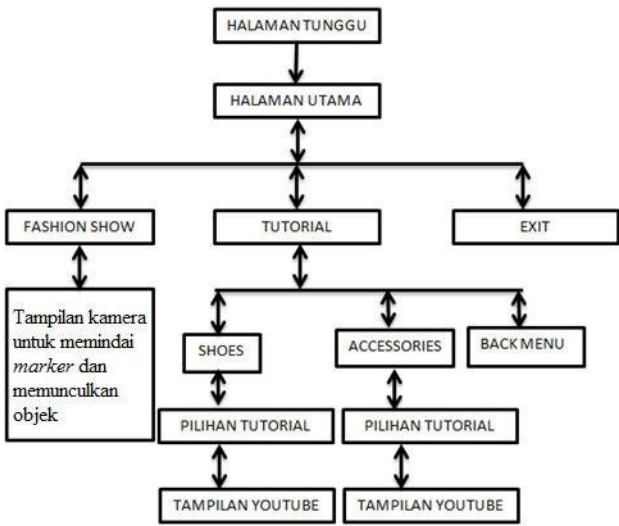 HALAMAN TUNGGU
HALAMAN UTAMA
FASHION SHOW
TUTORIAL
EXIT
Tampilan kamera
untuk memindai
marker dan
memunculkan
objek
SHOES
ACCESSORIES
BACK MENU
PILIHAN TUTORIAL
PILIHAN TUTORIAL
TAMPILAN YOUTUBE
TAMPILAN YOUTUBE